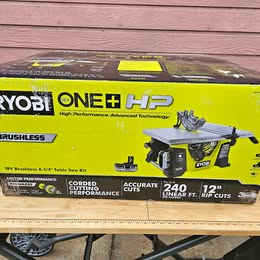 RYOBI ONE+ HP
High Performance. Advanced Technology.
BRUSHLESS
18V Brushless 8-1/4" Table Saw Kit
RYOBI
CORDED CUTTING PERFORMANCE
ACCURATE CUTS
240 LINEAR FT.
12" RIP CUTS